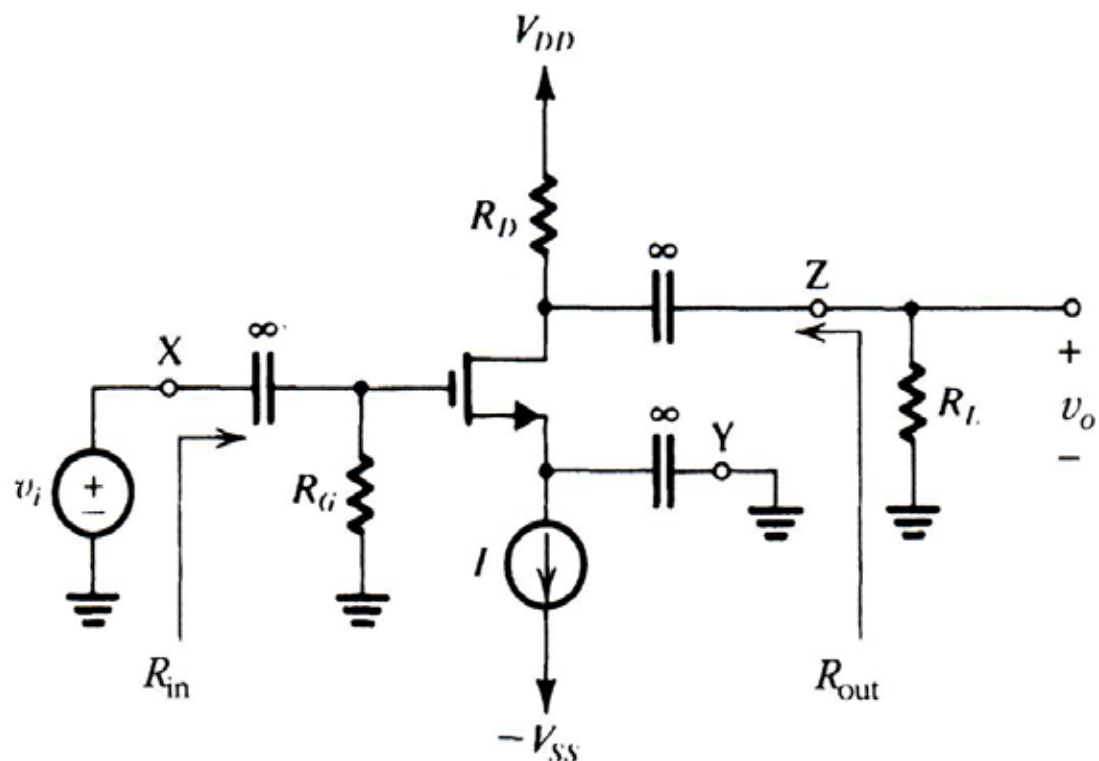 V_DD
R_D
∞
Z
∞
X
+
R_L
v_o
−
∞
Y
v_i
+
−
R_G
I
R_in
R_out
−V_SS